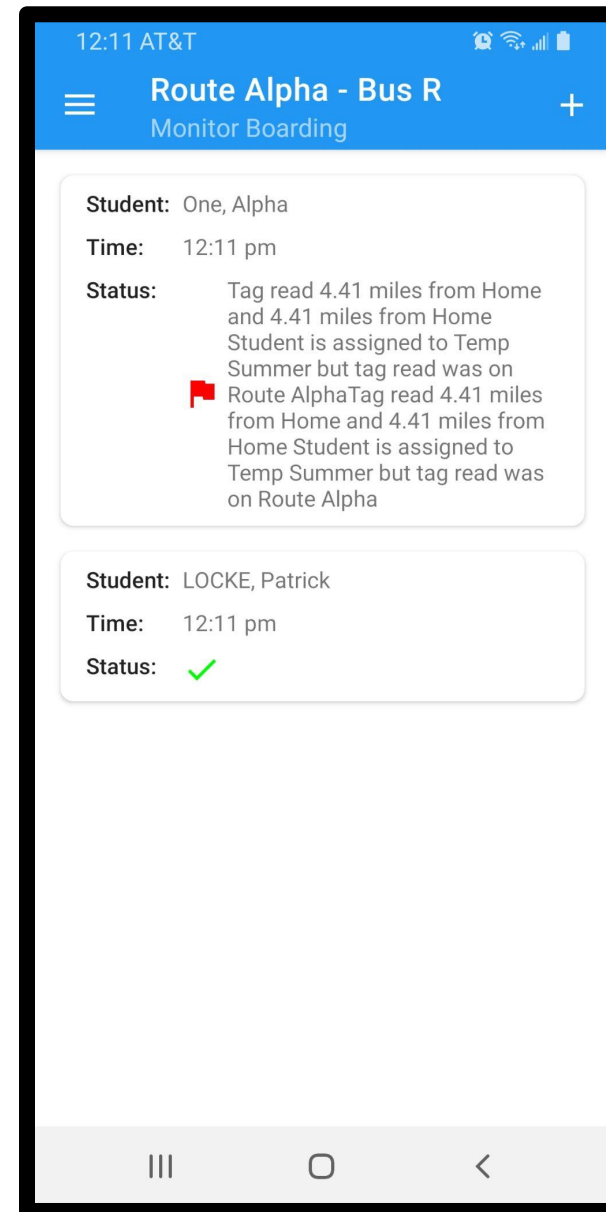 12:11 AT&T
Route Alpha - Bus R
Monitor Boarding
Student: One, Alpha
Time: 12:11 pm
Status: Tag read 4.41 miles from Home
and 4.41 miles from Home
Student is assigned to Temp
Summer but tag read was on
Route AlphaTag read 4.41 miles
from Home and 4.41 miles from
Home Student is assigned to
Temp Summer but tag read was
on Route Alpha
Student: LOCKE, Patrick
Time: 12:11 pm
Status: